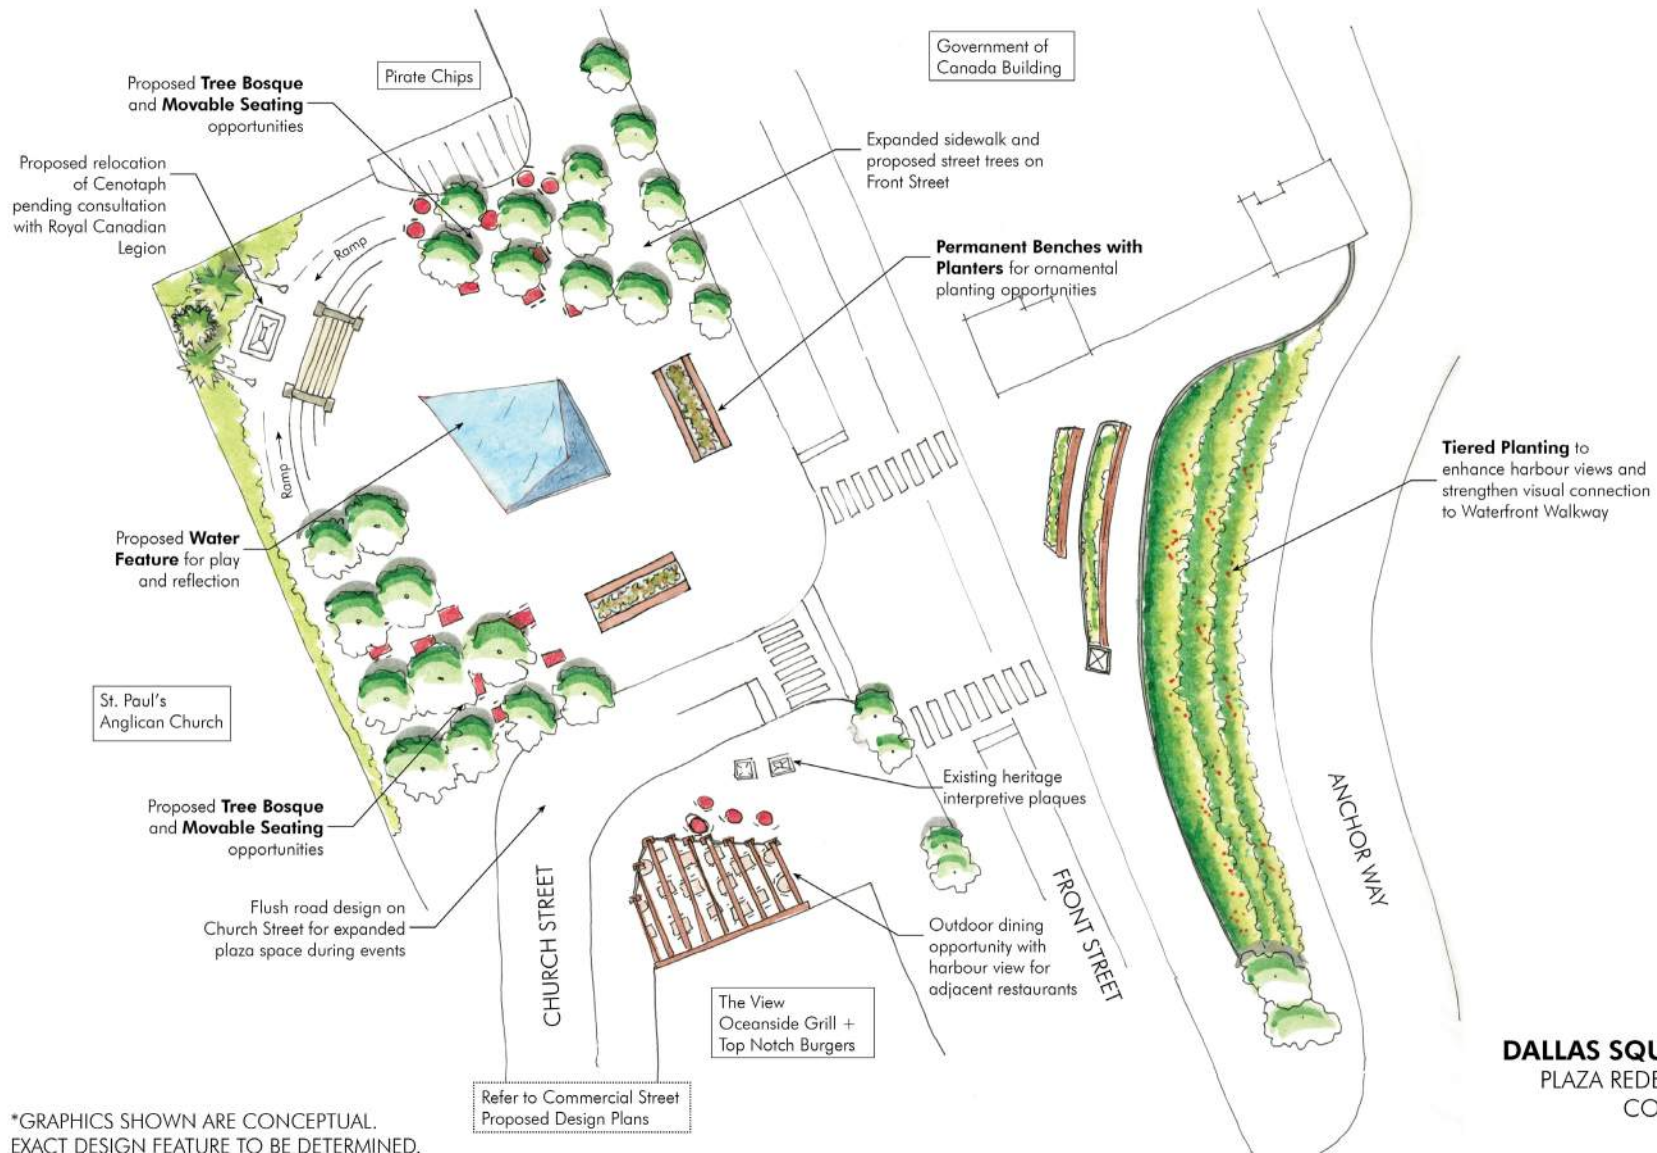 Government of
Canada Building
Pirate Chips
Proposed Tree Bosque
and Movable Seating
opportunities
Expanded sidewalk and
proposed street trees on
Front Street
Proposed relocation
of Cenotaph
pending consultation
with Royal Canadian
Legion
Ramp
Permanent Benches with
Planters for ornamental
planting opportunities
Tiered Planting to
enhance harbour views and
strengthen visual connection
to Waterfront Walkway
Ramp
Proposed Water
Feature for play
and reflection
St. Paul's
Anglican Church
Existing heritage
interpretive plaques
ANCHOR WAY
Proposed Tree Bosque
and Movable Seating
opportunities
FRONT STREET
CHURCH STREET
Flush road design on
Church Street for expanded
plaza space during events
Outdoor dining
opportunity with
harbour view for
adjacent restaurants
The View
Oceanside Grill +
Top Notch Burgers
DALLAS SQU
PLAZA REDE
CO
Refer to Commercial Street
Proposed Design Plans
*GRAPHICS SHOWN ARE CONCEPTUAL.
EXACT DESIGN FEATURE TO BE DETERMINED.